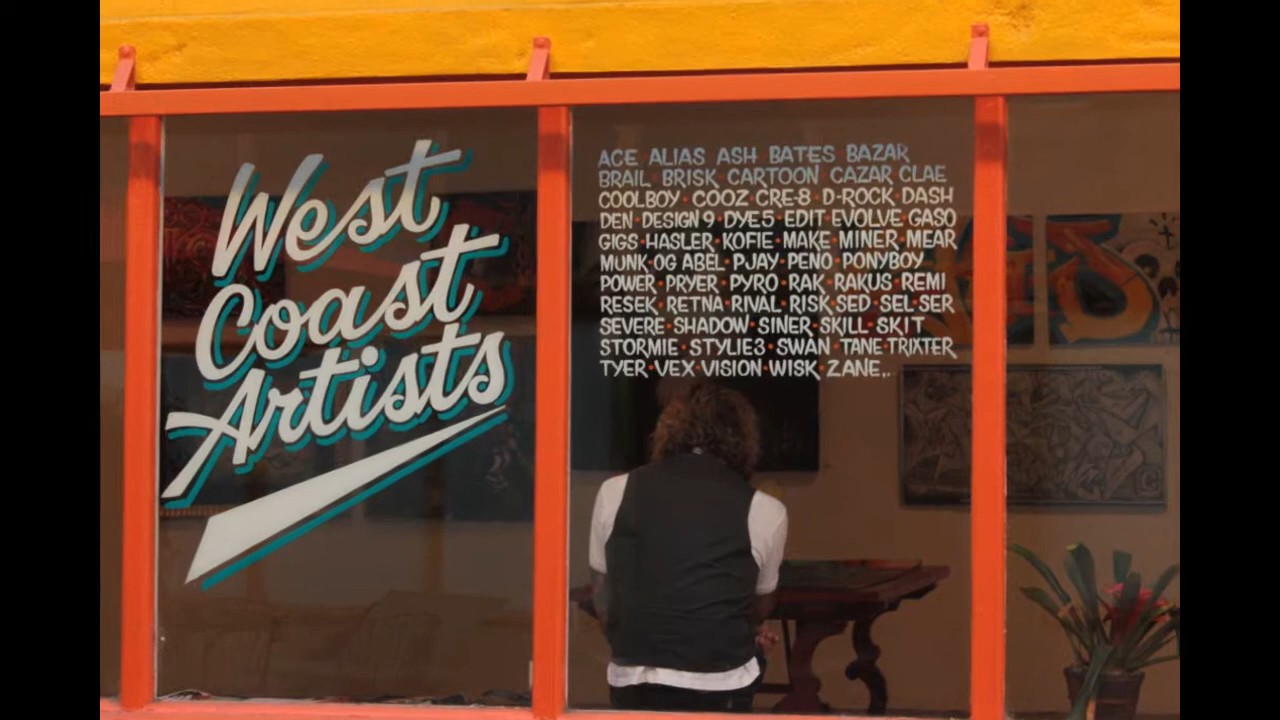 West
Coast
Artists
ACE ALIAS ASH BATES BAZAR
BRAIL BRISK CARTOON CAZAR CLAE
COOLBOY • COOZ • CRE-8 • D-ROCK • DASH
DEN • DESIGN 9 • DYE5 • EDIT • EVOLVE • GASO
GIGS • HASLER • KOFIE • MAKE • MINER • MEAR
MUNK • OG ABEL • PJAY • PENO • PONYBOY
POWER • PRYER • PYRO • RAK • RAKUS • REMI
RESEK • RETNA • RIVAL • RISK • SED • SEL • SER
SEVERE • SHADOW • SINER • SKILL • SKIT
STORMIE • STYLIE3 • SWAN • TANE • TRIXTER
TYER • VEX • VISION • WISK • ZANE,..